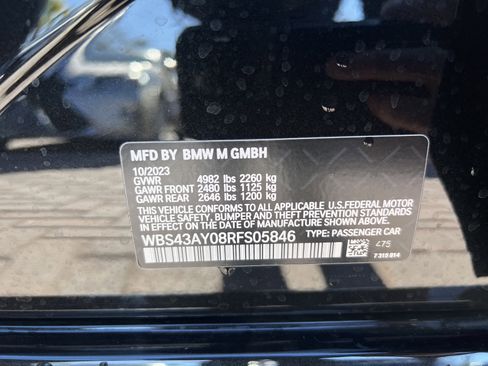 MFD BY BMW M GMBH
10/2023
GVWR 4982 lbs 2260 kg
GAWR FRONT 2480 lbs 1125 kg
GAWR REAR 2646 lbs 1200 kg
THIS VEHICLE CONFORMS TO ALL APPLICABLE U.S.FEDERAL MOTOR
VEHICLE SAFETY, BUMPER, AND THEFT PREVENTION STANDARDS
IN EFFECT ON THE DATE OF MANUFACTURE SHOWN ABOVE.
WBS43AY08RFS05846 TYPE: PASSENGER CAR
475
7 319 814